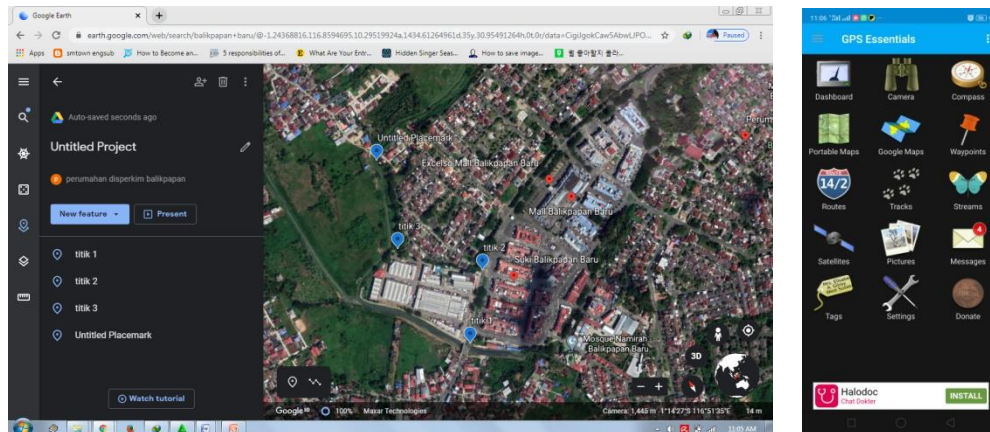 Google Earth
earth.google.com/web/search/balikpapan+baru/@-1.24368816,116.8594695,10.29519924a,1434.61264961d,35y,30.95491264h,0t,0r/data=CigiJgokCaw5AbwLIPO...
Paused
Apps
smtown engsub
How to Become an...
5 responsibilities of...
What Are Your Entr...
Hidden Singer Seas...
How to save image...
Auto-saved seconds ago
Untitled Project
perumahan disperkim balikpapan
New feature
Present
titik 1
titik 2
titik 3
Untitled Placemark
Watch tutorial
Untitled Placemark
Perum
Excelso Mall Balikpapan Baru
Mall Balikpapan Baru
titik 3
titik 2
Suki Balikpapan Baru
titik 1
Mosque Namirah
Balikpapan Baru
3D
Google
100%
Maxar Technologies
Camera: 1,445 m
1°14'27"S 116°51'35"E
14 m
11:05 AM
11:06
GPS Essentials
Dashboard
Camera
Compass
Portable Maps
Google Maps
Waypoints
14/2
Routes
Tracks
Streams
4
Satellites
Pictures
Messages
Tags
Settings
Donate
Halodoc
Chat Dokter
INSTALL